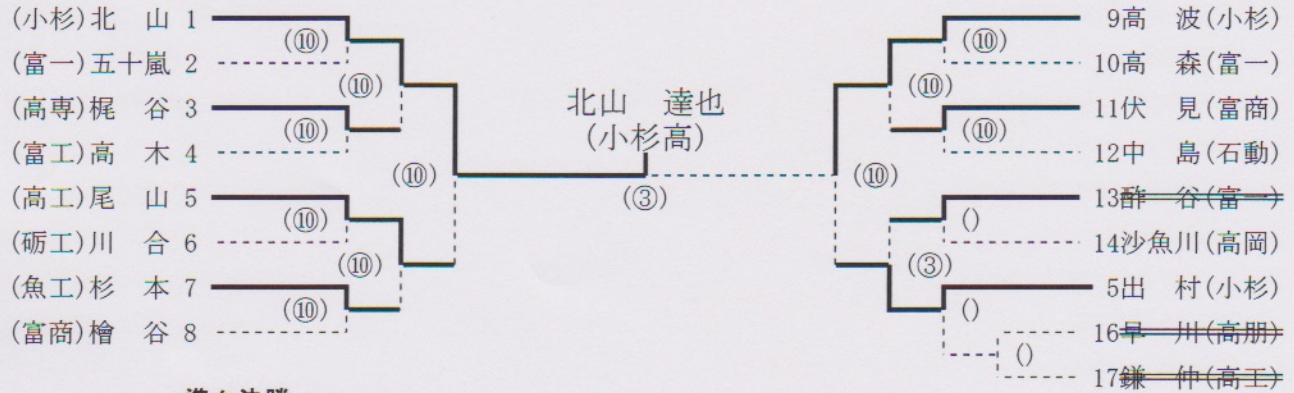 (小杉)北 山 1
(⑩)
(富一)五十嵐 2
(⑩)
(高専)梶 谷 3
(⑩)
(富工)高 木 4
(⑩)
(高工)尾 山 5
(⑩)
(砺工)川 合 6
(⑩)
(魚工)杉 本 7
(⑩)
(富商)檜 谷 8
北山 達也
(小杉高)
(③)
9高 波(小杉)
(⑩)
10高 森(富一)
(⑩)
11伏 見(富商)
(⑩)
12中 島(石動)
(⑩)
13酢 谷(富一)
()
14沙魚川(高岡)
(③)
5出 村(小杉)
()
16早 川(高朋)
()
17鎌 仲(高工)